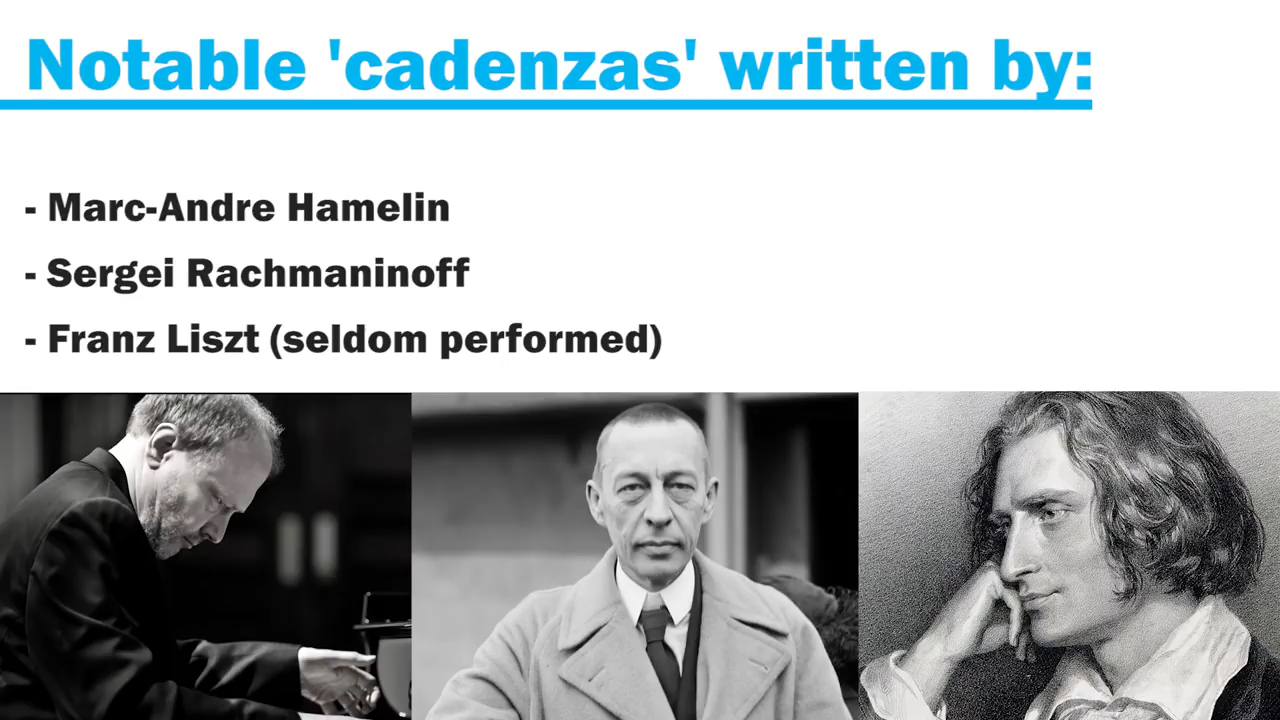 Notable 'cadenzas' written by:
- Marc-Andre Hamelin
- Sergei Rachmaninoff
- Franz Liszt (seldom performed)